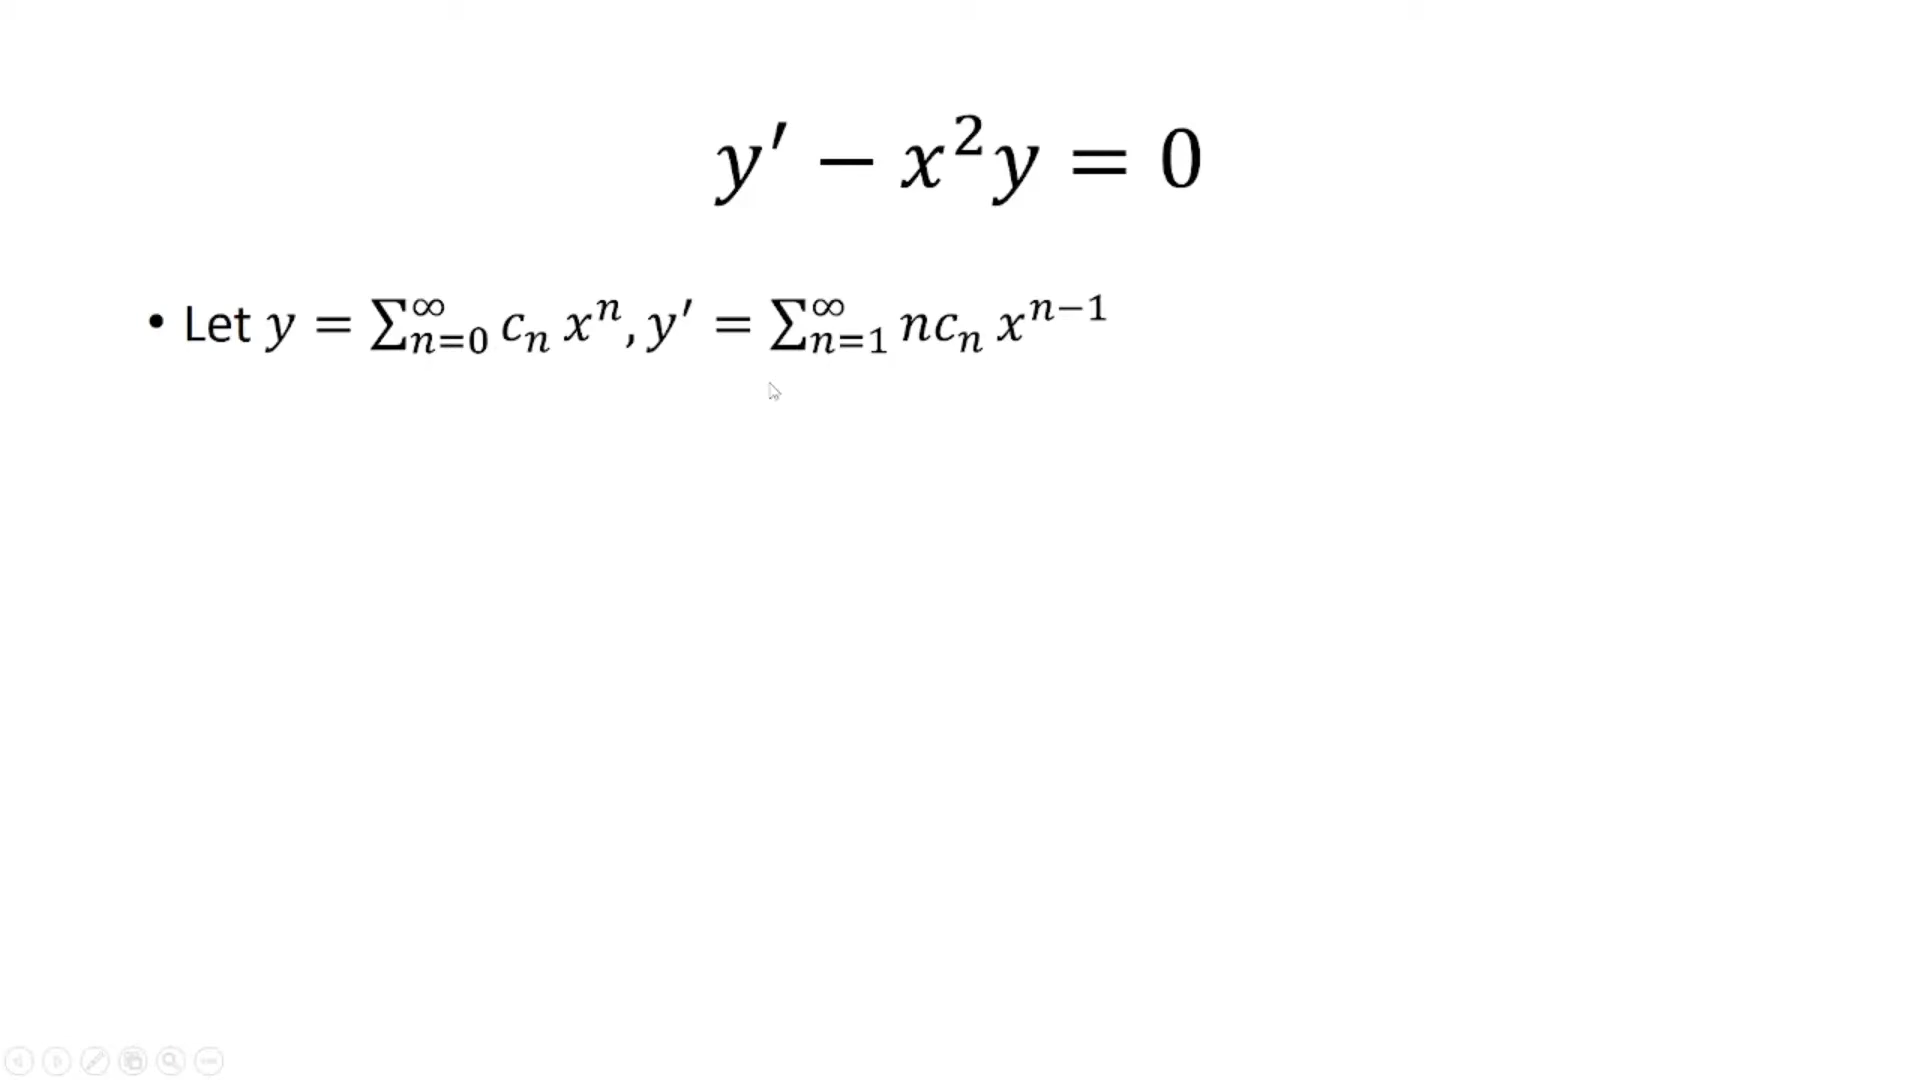 y′ − x²y = 0
• Let y = ∑_{n=0}^{∞} c_n x^n, y′ = ∑_{n=1}^{∞} nc_n x^{n−1}